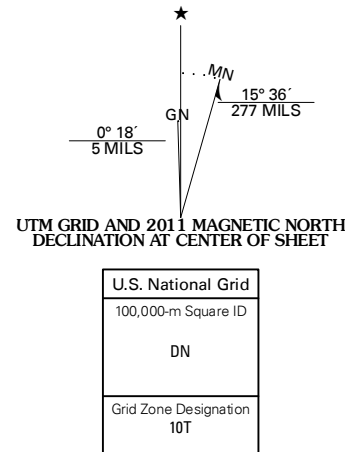 MN
GN
15° 36´
277 MILS
0° 18´
5 MILS
UTM GRID AND 2011 MAGNETIC NORTH
DECLINATION AT CENTER OF SHEET
U.S. National Grid
100,000-m Square ID
DN
Grid Zone Designation
10T